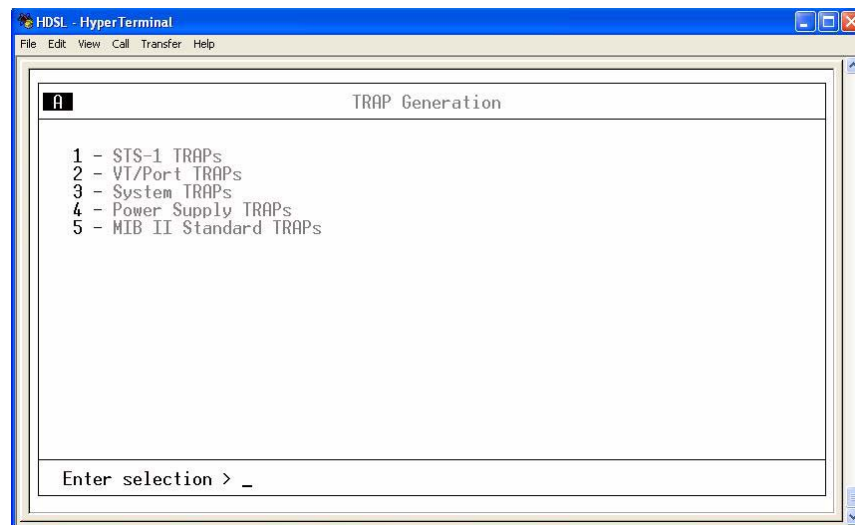 HDSL - HyperTerminal
File Edit View Call Transfer Help
A TRAP Generation
1 - STS-1 TRAPs
2 - VT/Port TRAPs
3 - System TRAPs
4 - Power Supply TRAPs
5 - MIB II Standard TRAPs
Enter selection > _